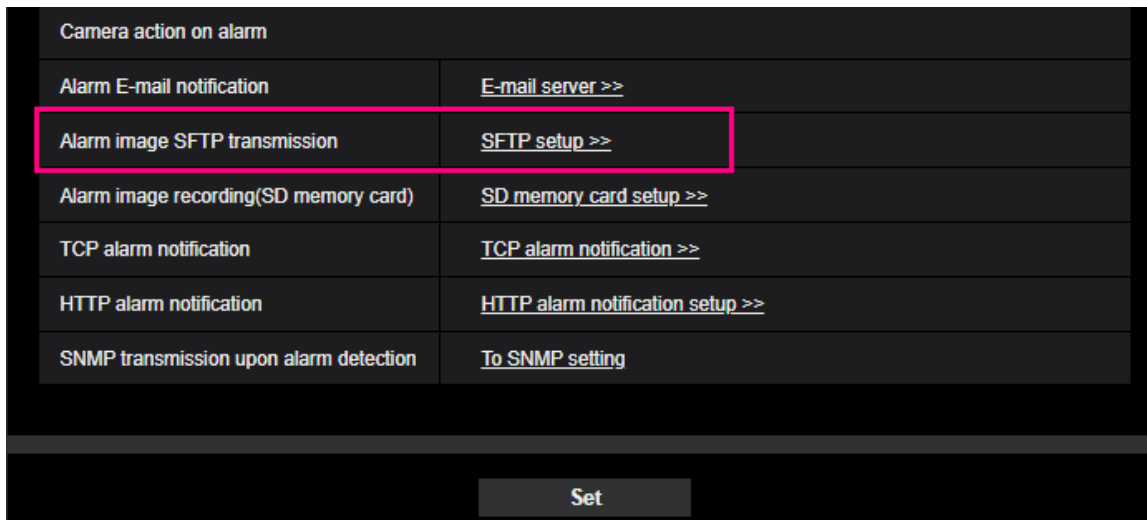 Camera action on alarm
Alarm E-mail notification
E-mail server >>
Alarm image SFTP transmission
SFTP setup >>
Alarm image recording(SD memory card)
SD memory card setup >>
TCP alarm notification
TCP alarm notification >>
HTTP alarm notification
HTTP alarm notification setup >>
SNMP transmission upon alarm detection
To SNMP setting
Set